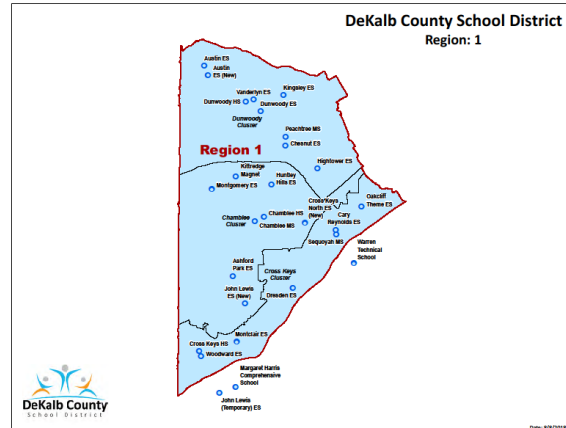 DeKalb County School District
Region: 1
Austin ES
Austin
ES (New)
Kingsley ES
Vanderlyn ES
Dunwoody HS
Dunwoody ES
Dunwoody
Cluster
Peachtree MS
Chesnut ES
Region 1
Hightower ES
Kittredge
Magnet
Huntley
Hills ES
Montgomery ES
Cross Keys
North ES
(New)
Oakcliff
Theme ES
Chamblee HS
Chamblee
Cluster
Chamblee MS
Cary
Reynolds ES
Sequoyah MS
Warren
Technical
School
Ashford
Park ES
Cross Keys
Cluster
John Lewis
ES (New)
Dresden ES
Montclair ES
Cross Keys HS
Woodward ES
Margaret Harris
Comprehensive
School
John Lewis
(Temporary) ES
DeKalb County
School District